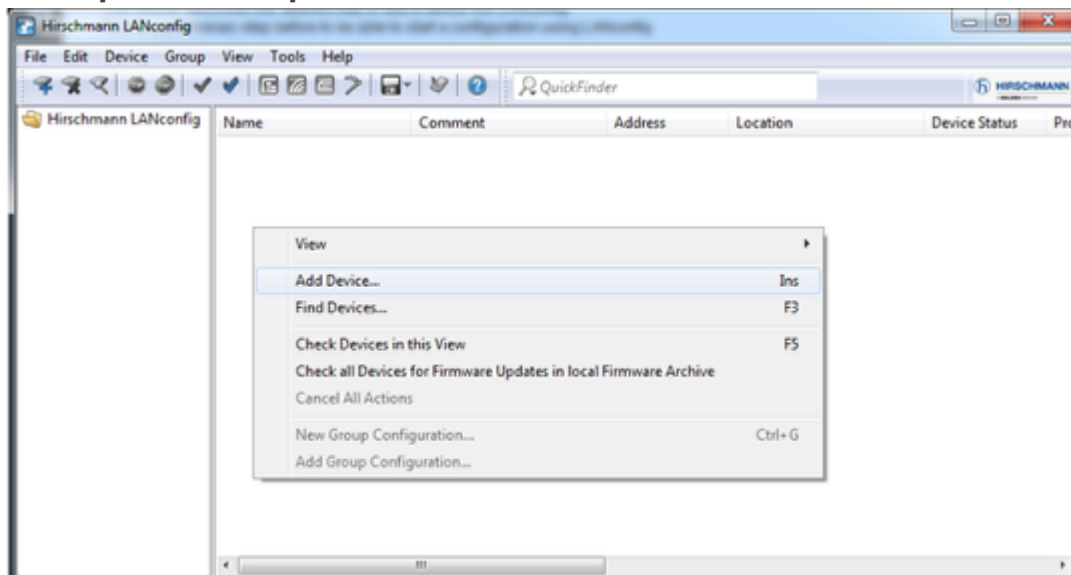 Hirschmann LANconfig
File Edit Device Group View Tools Help
QuickFinder
HIRSCHMANN
Hirschmann LANconfig
Name Comment Address Location Device Status
View
Add Device... Ins
Find Devices... F3
Check Devices in this View F5
Check all Devices for Firmware Updates in local Firmware Archive
Cancel All Actions
New Group Configuration... Ctrl+G
Add Group Configuration...